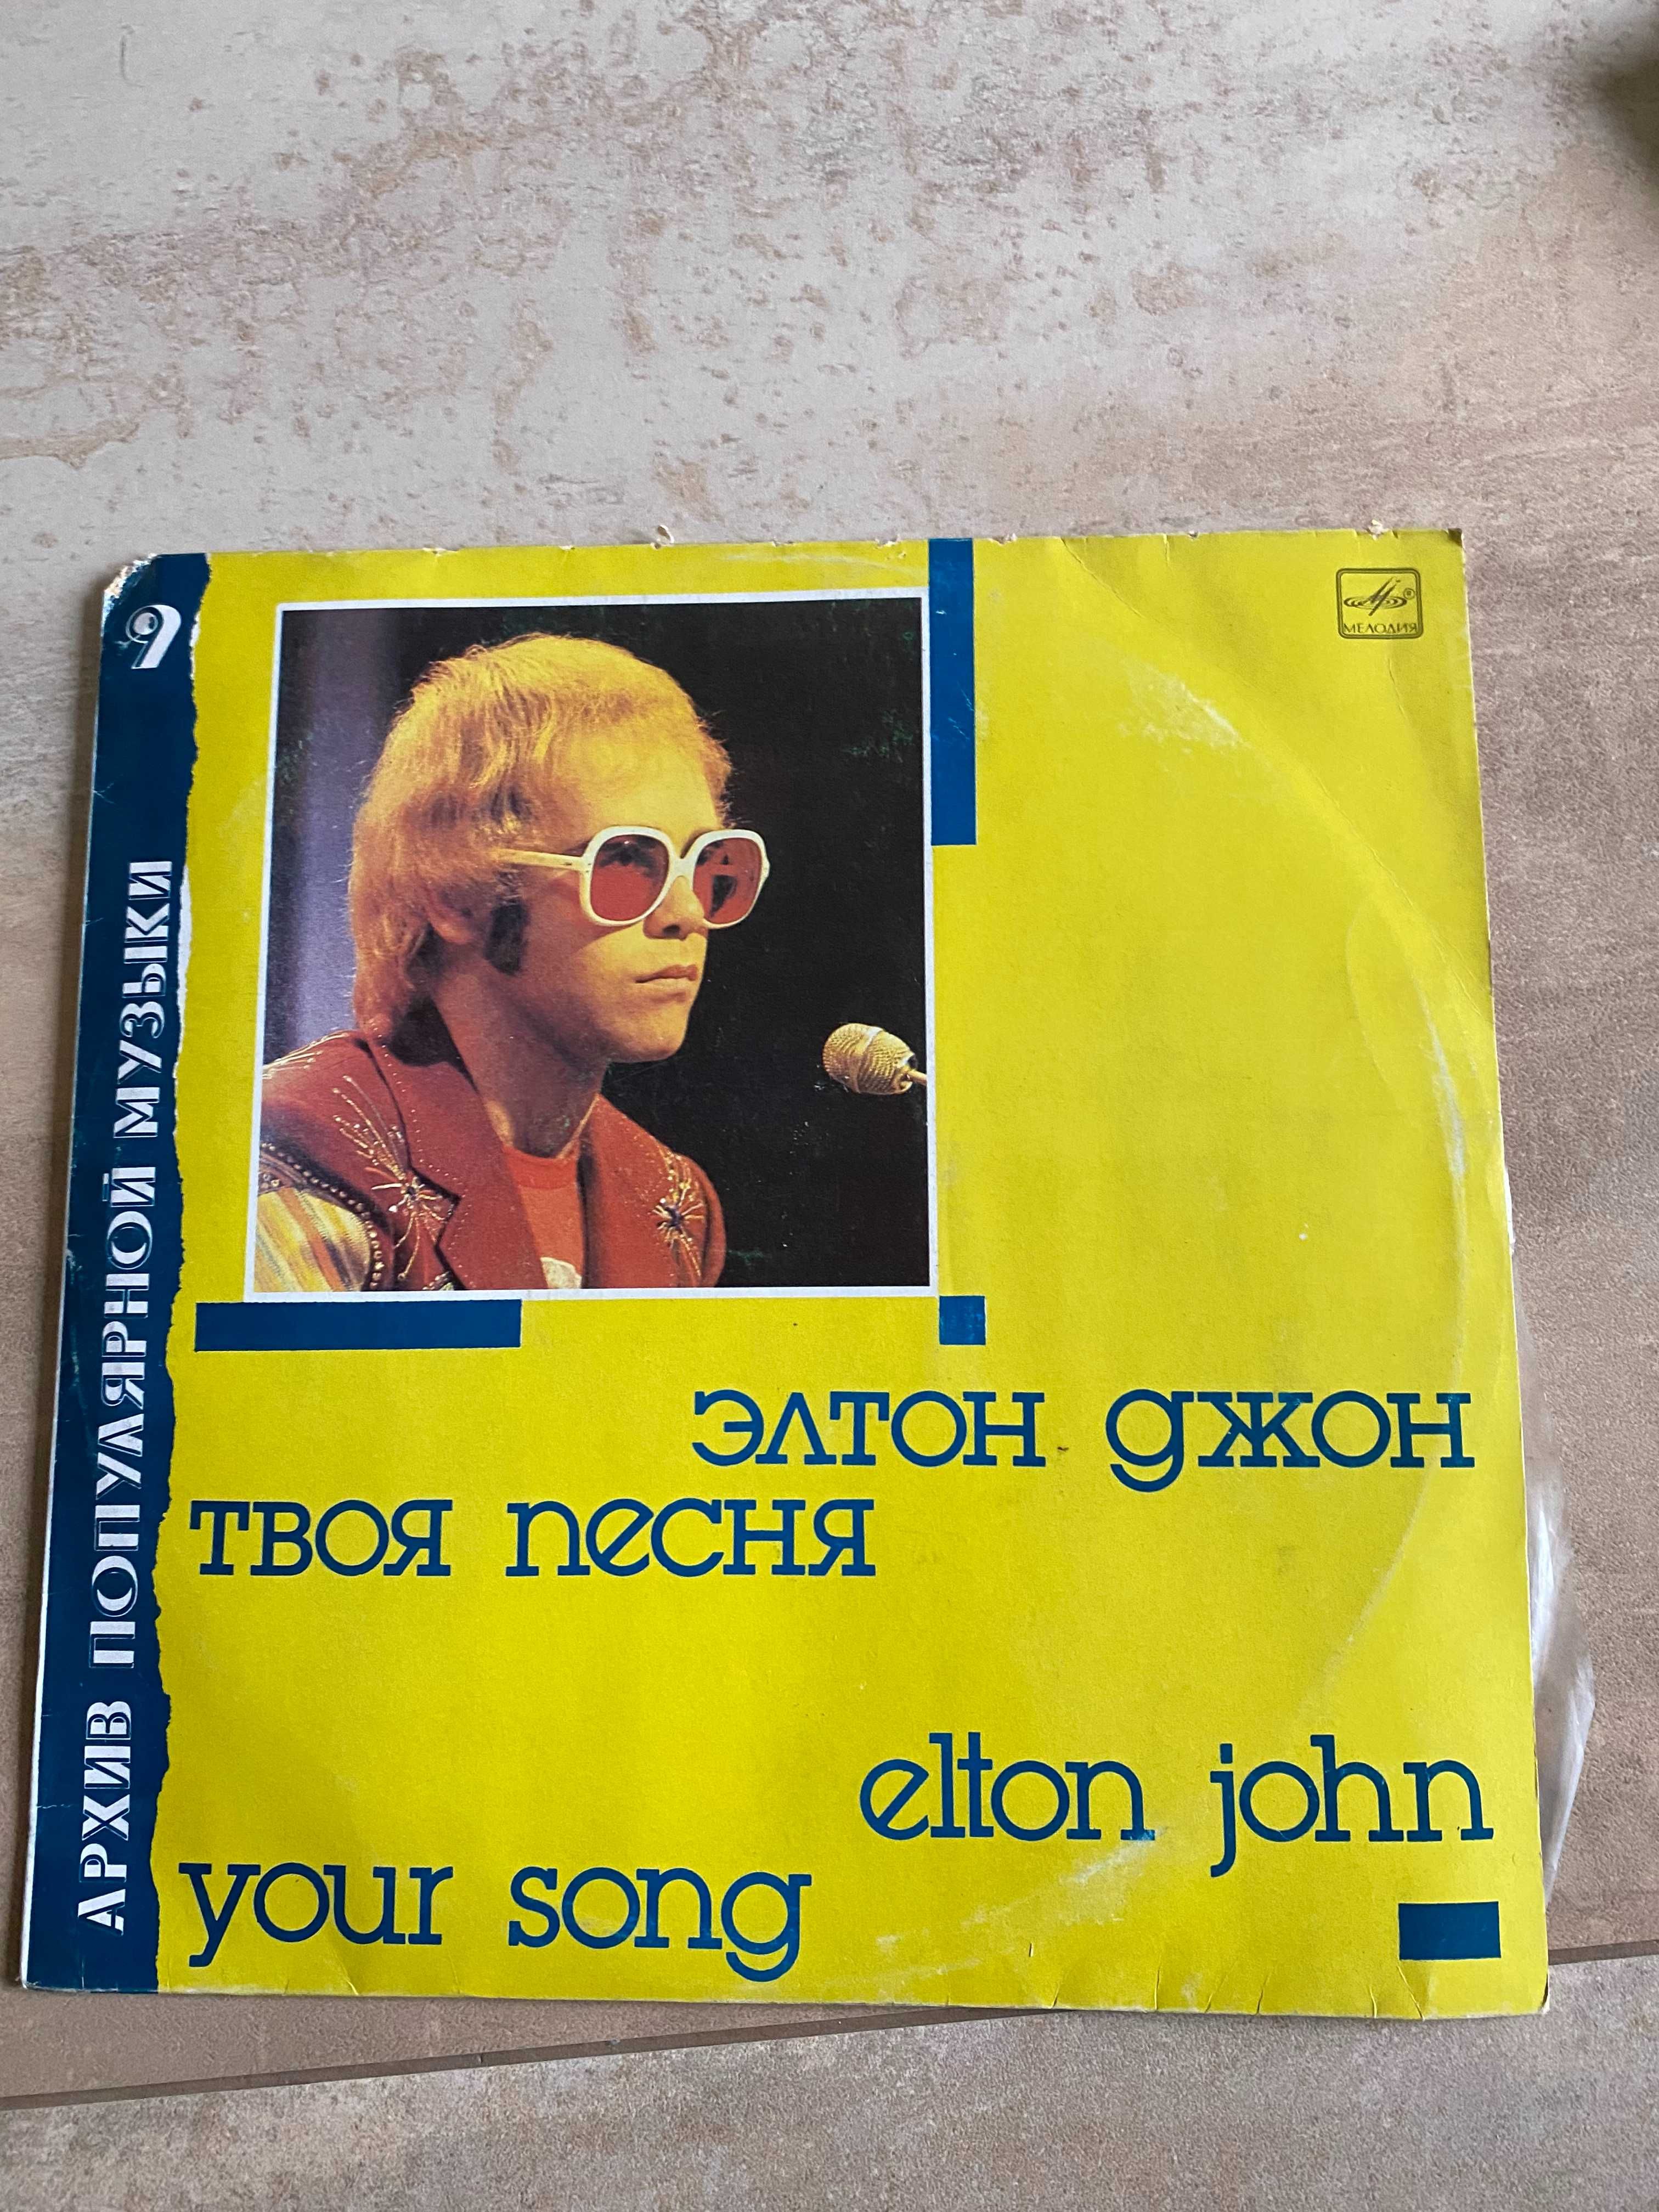 9
АРХИВ ПОПУЛЯРНОЙ МУЗЫКИ
МЕЛОДИЯ ®
элтон джон
твоя песня
elton john
your song